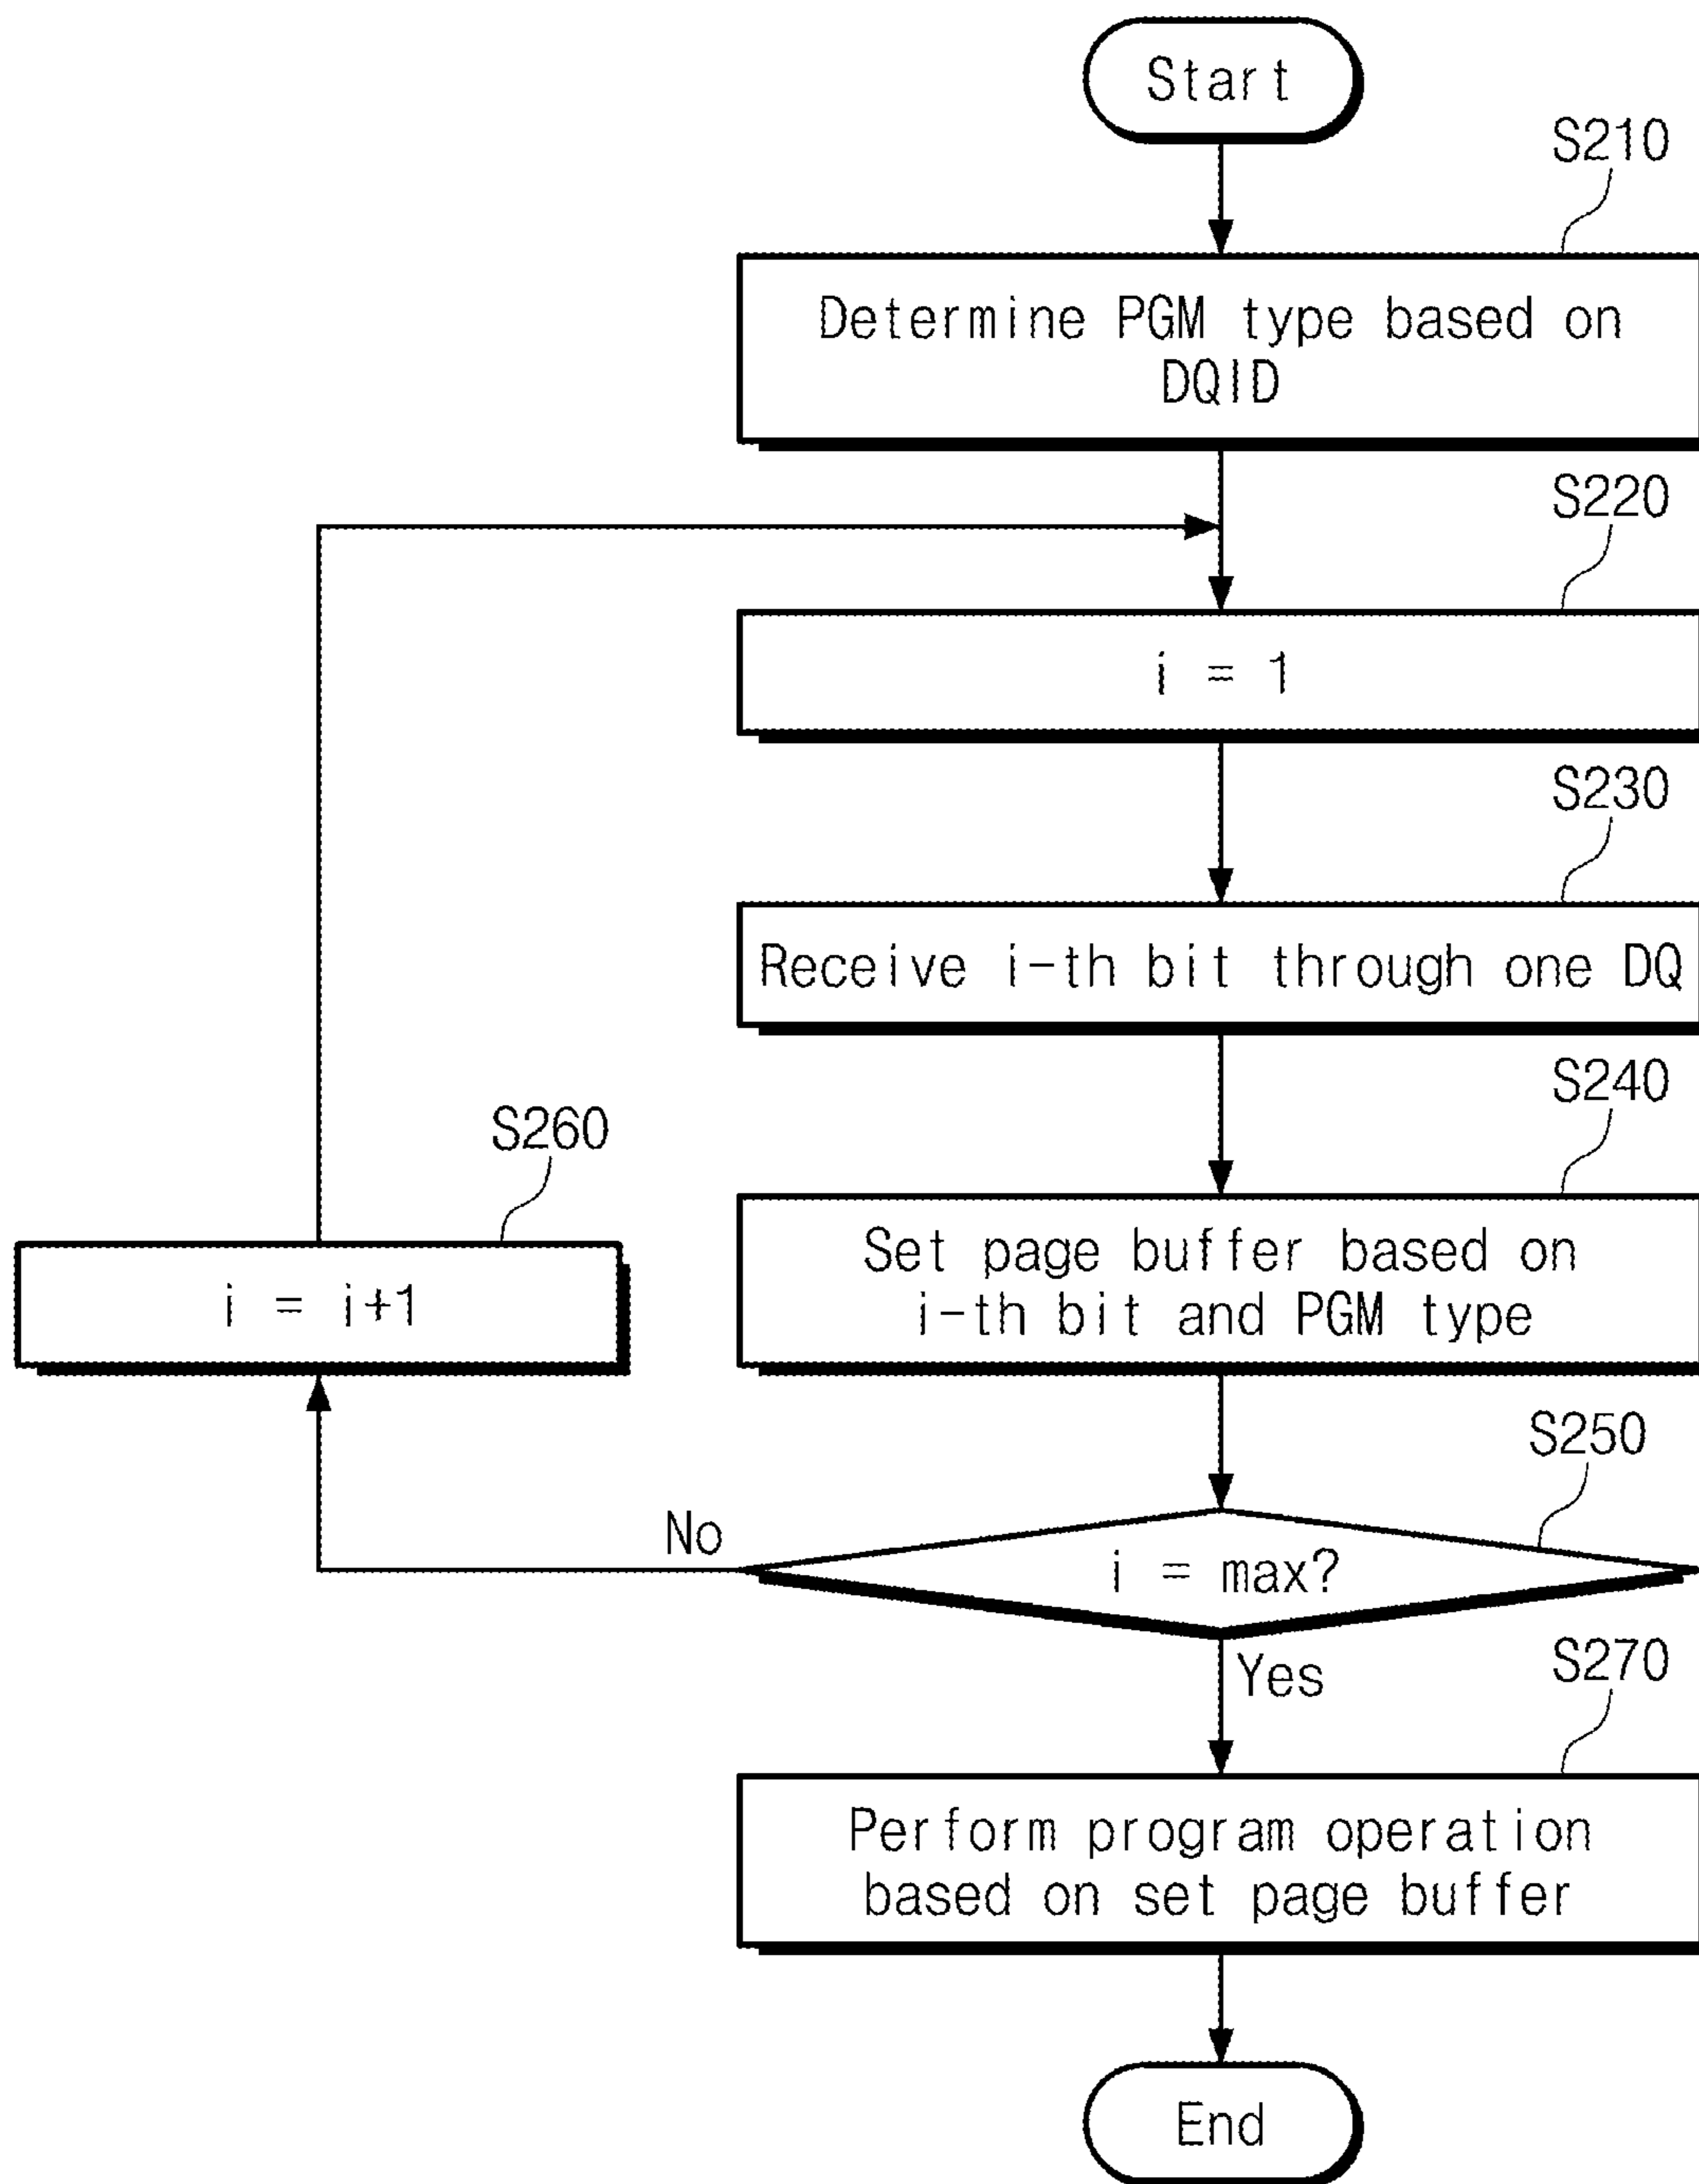 Start
S210
Determine PGM type based on
DQID
S220
i = 1
S230
Receive i-th bit through one DQ
S240
Set page buffer based on
i-th bit and PGM type
S260
i = i+1
S250
No
i = max?
Yes
S270
Perform program operation
based on set page buffer
End